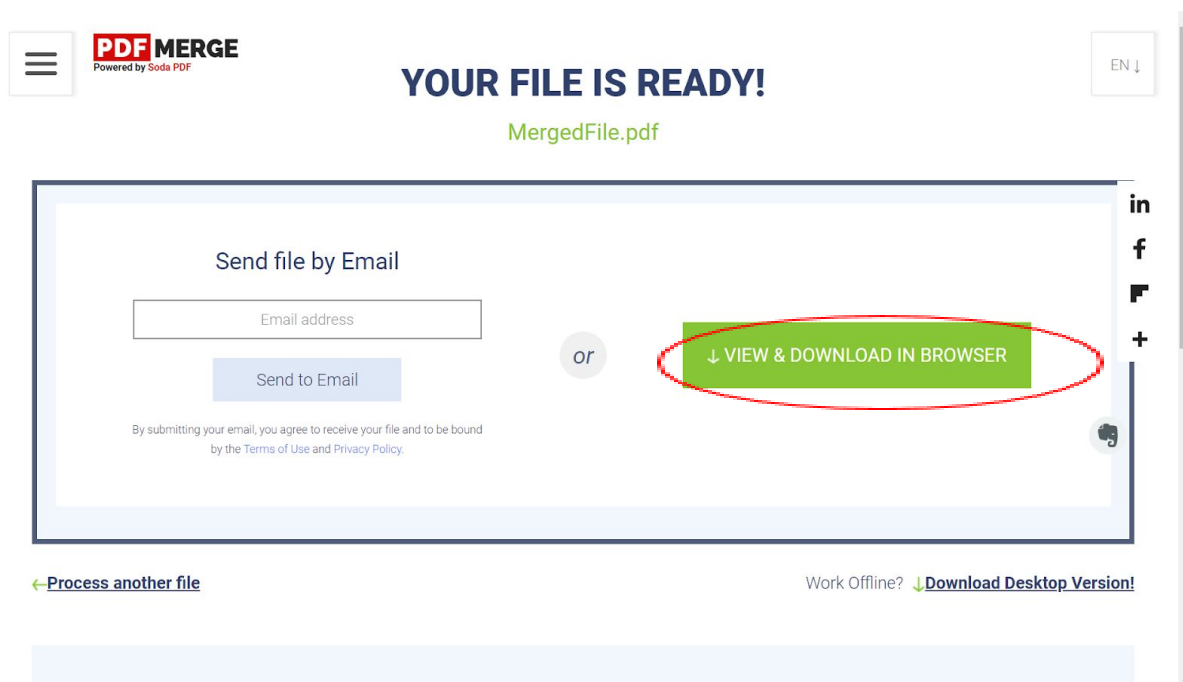 PDF MERGE
Powered by Soda PDF
EN ↓
YOUR FILE IS READY!
MergedFile.pdf
Send file by Email
Email address
Send to Email
By submitting your email, you agree to receive your file and to be bound
by the Terms of Use and Privacy Policy.
or
↓ VIEW & DOWNLOAD IN BROWSER
in
f
+
←Process another file
Work Offline? ↓Download Desktop Version!